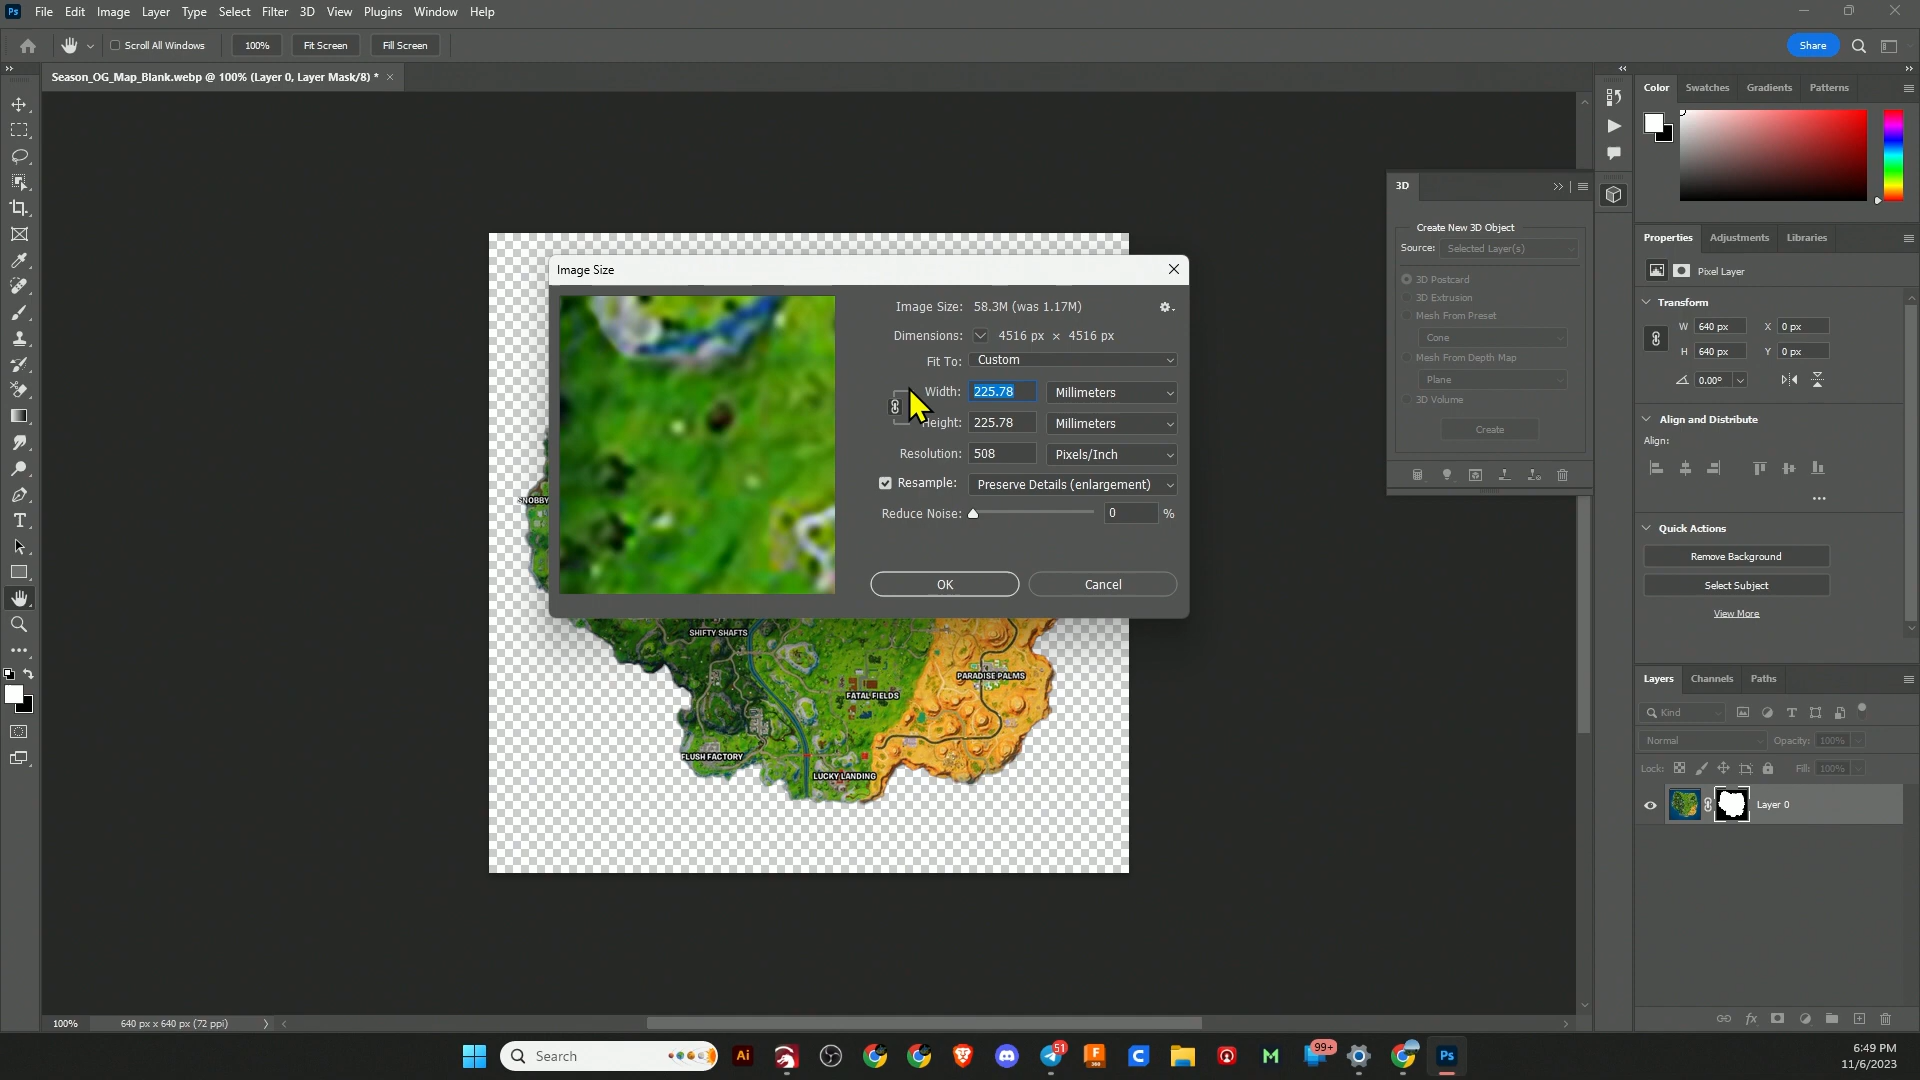 Ps File Edit Image Layer Type Select Filter 3D View Plugins Window Help
Scroll All Windows 100% Fit Screen Fill Screen Share
Season_OG_Map_Blank.webp @ 100% (Layer 0, Layer Mask/8) * ×
Color Swatches Gradients Patterns
3D
Create New 3D Object
Source: Selected Layer(s)
3D Postcard
3D Extrusion
Mesh From Preset
Cone
Mesh From Depth Map
Plane
3D Volume
Create
Properties Adjustments Libraries
Pixel Layer
Transform
W 640 px X 0 px
H 640 px Y 0 px
0.00°
Align and Distribute
Align:
Quick Actions
Remove Background
Select Subject
View More
Image Size
Image Size: 58.3M (was 1.17M)
Dimensions: 4516 px × 4516 px
Fit To: Custom
Width: 225.78 Millimeters
Height: 225.78 Millimeters
Resolution: 508 Pixels/Inch
Resample: Preserve Details (enlargement)
Reduce Noise: 0 %
OK Cancel
SNOBBY
SHIFTY SHAFTS
PARADISE PALMS
FATAL FIELDS
FLUSH FACTORY
LUCKY LANDING
Layers Channels Paths
Kind
Normal Opacity: 100%
Lock: Fill: 100%
Layer 0
100% 640 px x 640 px (72 ppi)
Search
Ai
51
F
360
C
M
99+
Ps
6:49 PM
11/6/2023